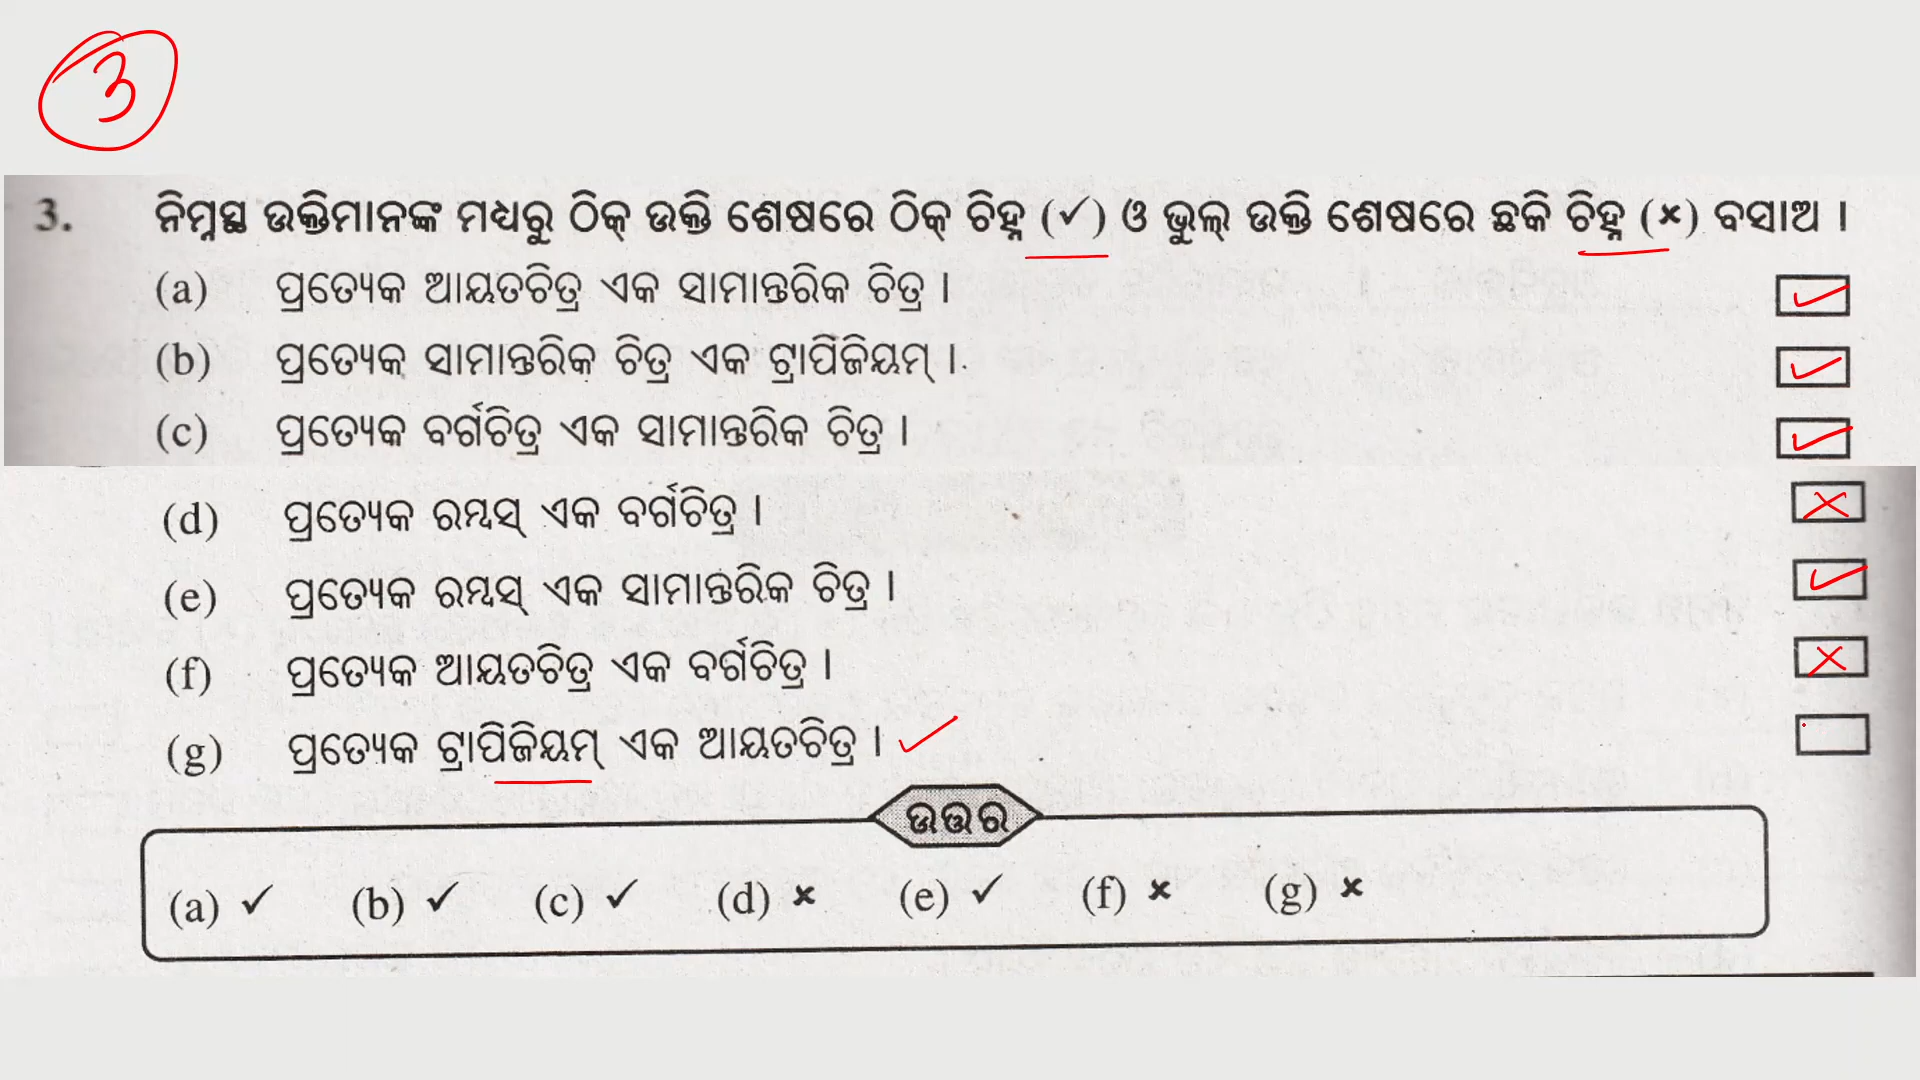 3
3. ନିମ୍ନସ୍ଥ ଉକ୍ତିମାନଙ୍କ ମଧ୍ୟରୁ ଠିକ୍ ଉକ୍ତି ଶେଷରେ ଠିକ୍ ଚିହ୍ନ (✓) ଓ ଭୁଲ୍ ଉକ୍ତି ଶେଷରେ ଛକି ଚିହ୍ନ (×) ବସାଅ ।
(a) ପ୍ରତ୍ୟେକ ଆୟତଚିତ୍ର ଏକ ସାମାନ୍ତରିକ ଚିତ୍ର । ✓
(b) ପ୍ରତ୍ୟେକ ସାମାନ୍ତରିକ ଚିତ୍ର ଏକ ଟ୍ରାପିଜିୟମ୍ । ✓
(c) ପ୍ରତ୍ୟେକ ବର୍ଗଚିତ୍ର ଏକ ସାମାନ୍ତରିକ ଚିତ୍ର । ✓
(d) ପ୍ରତ୍ୟେକ ରମ୍ବସ୍ ଏକ ବର୍ଗଚିତ୍ର । ×
(e) ପ୍ରତ୍ୟେକ ରମ୍ବସ୍ ଏକ ସାମାନ୍ତରିକ ଚିତ୍ର । ✓
(f) ପ୍ରତ୍ୟେକ ଆୟତଚିତ୍ର ଏକ ବର୍ଗଚିତ୍ର । ×
(g) ପ୍ରତ୍ୟେକ ଟ୍ରାପିଜିୟମ୍ ଏକ ଆୟତଚିତ୍ର । ✓
ଉତ୍ତର
(a) ✓ (b) ✓ (c) ✓ (d) × (e) ✓ (f) × (g) ×